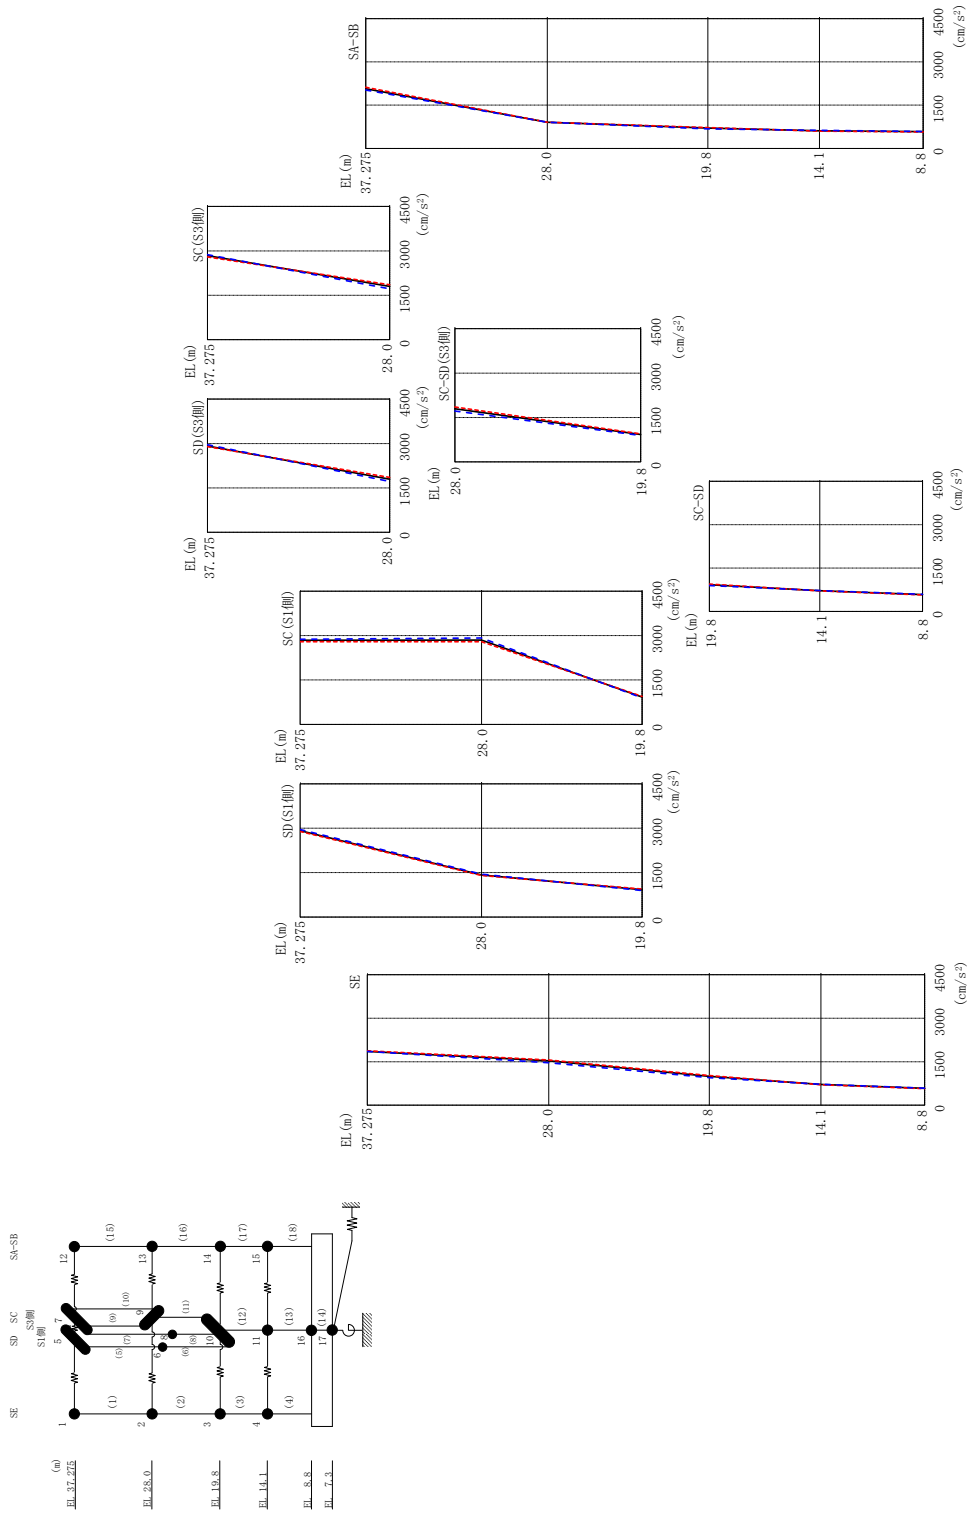 SE
SD SC
S1側 S3側
SA-SB
(m)
EL 37.275
EL 28.0
EL 19.8
EL 14.1
EL 8.8
EL 7.3
1
5
7
12
(1)
(5)
(7)
(9)
(10)
(15)
2
6
8
9
13
(2)
(6)
(8)
(11)
(16)
3
10
14
(3)
(12)
(17)
4
11
15
(4)
(13)
(18)
16
(14)
17
EL(m)
SE
37.275
28.0
19.8
14.1
8.8
0 1500 3000 4500
(cm/s²)
EL(m)
SD(S1側)
37.275
28.0
19.8
0 1500 3000 4500
(cm/s²)
EL(m)
SC(S1側)
37.275
28.0
19.8
0 1500 3000 4500
(cm/s²)
EL(m)
SD(S3側)
37.275
28.0
0 1500 3000 4500
(cm/s²)
EL(m)
SC(S3側)
37.275
28.0
0 1500 3000 4500
(cm/s²)
EL(m)
SC-SD(S3側)
28.0
19.8
0 1500 3000 4500
(cm/s²)
EL(m)
SC-SD
19.8
14.1
8.8
0 1500 3000 4500
(cm/s²)
EL(m)
SA-SB
37.275
28.0
19.8
14.1
8.8
0 1500 3000 4500
(cm/s²)